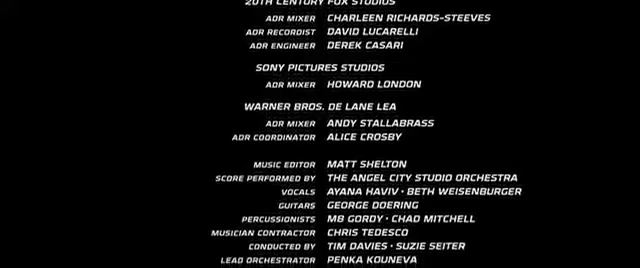 20TH CENTURY FOX STUDIOS
ADR MIXER CHARLEEN RICHARDS-STEEVES
ADR RECORDIST DAVID LUCARELLI
ADR ENGINEER DEREK CASARI
SONY PICTURES STUDIOS
ADR MIXER HOWARD LONDON
WARNER BROS. DE LANE LEA
ADR MIXER ANDY STALLABRASS
ADR COORDINATOR ALICE CROSBY
MUSIC EDITOR MATT SHELTON
SCORE PERFORMED BY THE ANGEL CITY STUDIO ORCHESTRA
VOCALS AYANA HAVIV · BETH WEISENBURGER
GUITARS GEORGE DOERING
PERCUSSIONISTS MB GORDY · CHAD MITCHELL
MUSICIAN CONTRACTOR CHRIS TEDESCO
CONDUCTED BY TIM DAVIES · SUZIE SEITER
LEAD ORCHESTRATOR PENKA KOUNEVA